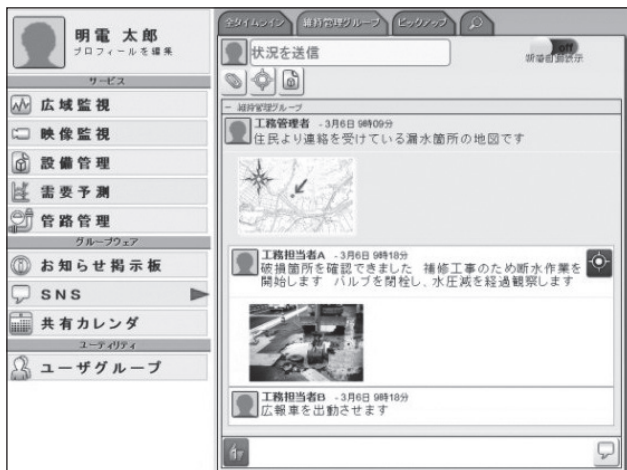 明電 太郎
プロフィールを編集
サービス
広域監視
映像監視
設備管理
需要予測
管路管理
グループウェア
お知らせ掲示板
SNS
共有カレンダ
ユーティリティ
ユーザグループ
全タイムライン
維持管理グループ
ピックアップ
状況を送信
off
− 維持管理グループ
工務管理者 -3月6日 9時09分
住民より連絡を受けている漏水箇所の地図です
工務担当者A -3月6日 9時18分
破損箇所を確認できました 補修工事のため断水作業を
開始します バルブを閉栓し、水圧減を経過観察します
工務担当者B -3月6日 9時18分
広報車を出動させます